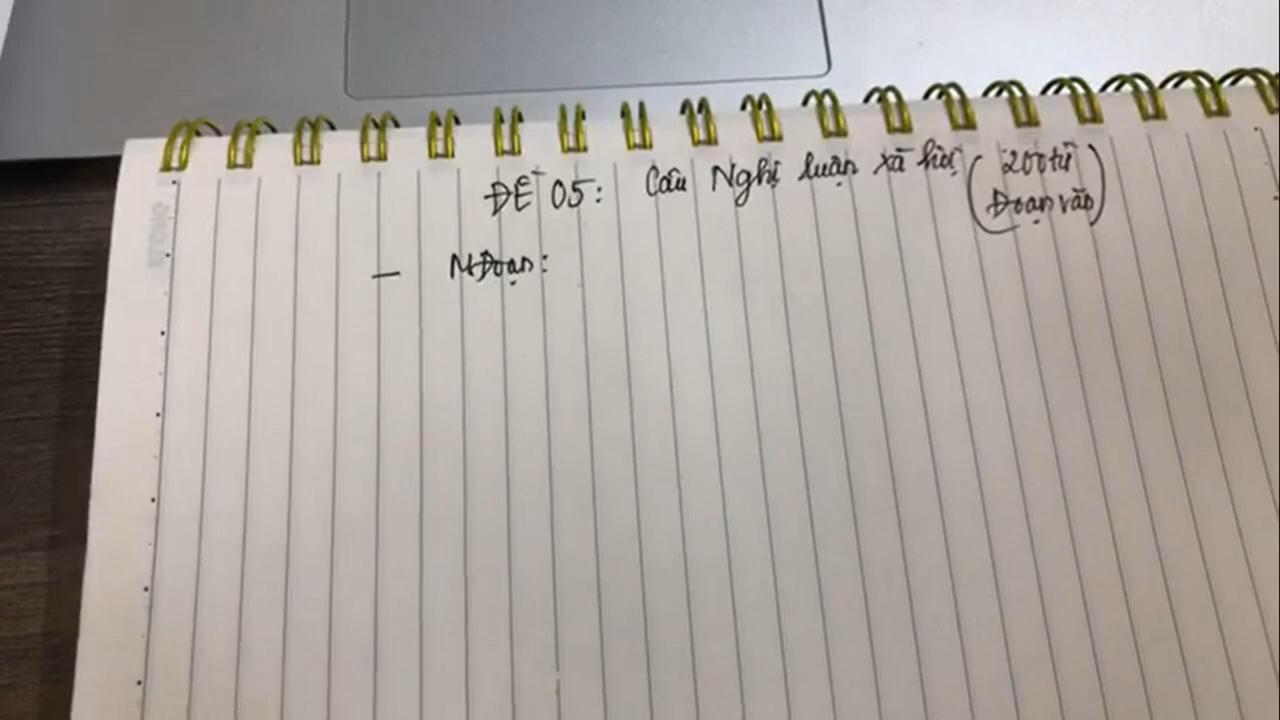 ĐỀ 05: Câu Nghị luận xã hội (200 từ
Đoạn văn)
— MĐoạn: